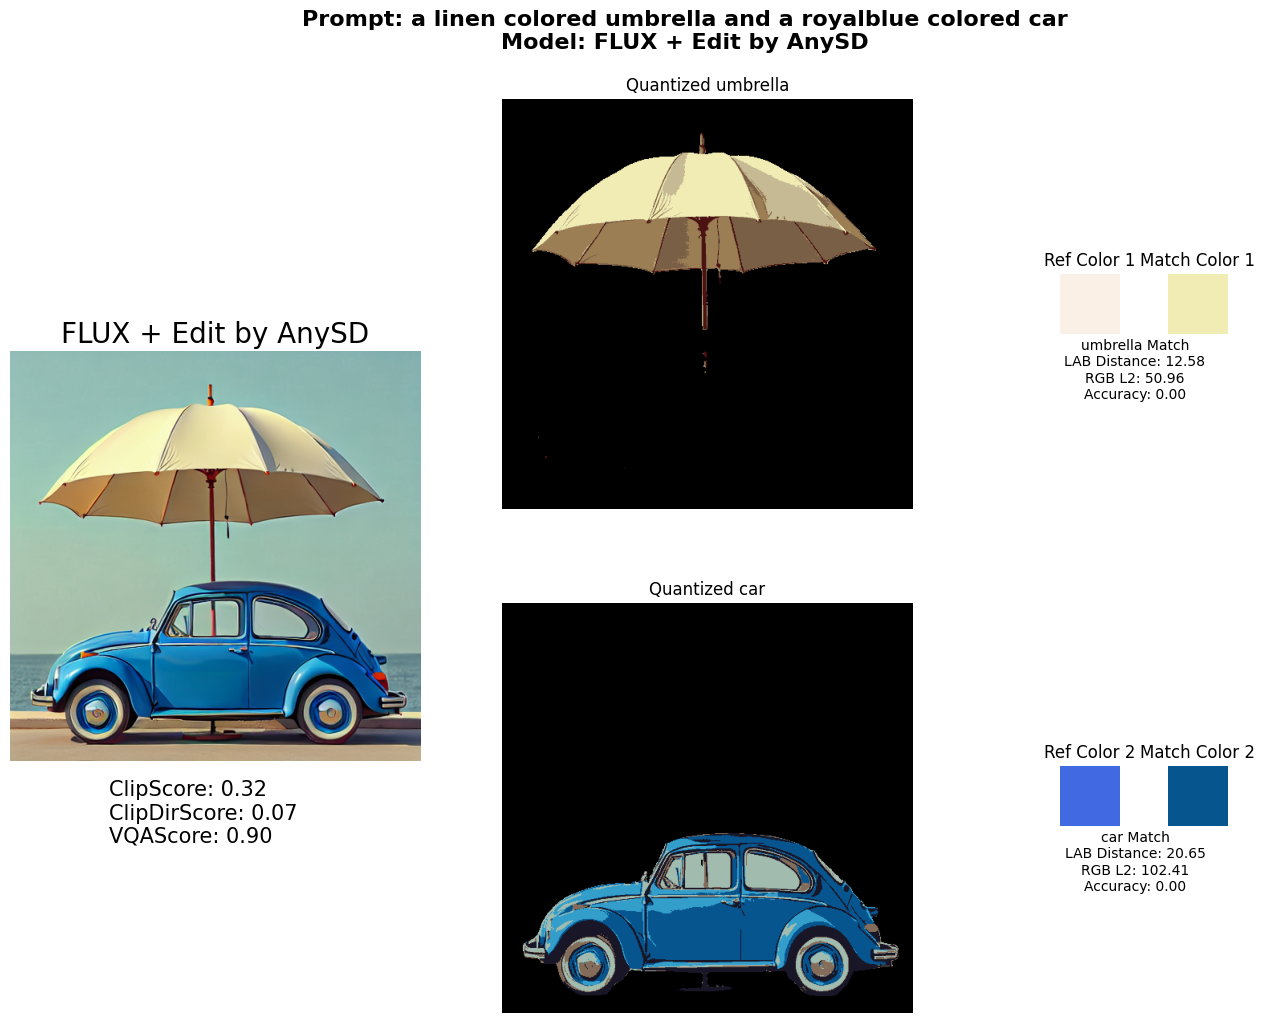 Prompt: a linen colored umbrella and a royalblue colored car
Model: FLUX + Edit by AnySD
Quantized umbrella
Ref Color 1 Match Color 1
umbrella Match
LAB Distance: 12.58
RGB L2: 50.96
Accuracy: 0.00
FLUX + Edit by AnySD
ClipScore: 0.32
ClipDirScore: 0.07
VQAScore: 0.90
Quantized car
Ref Color 2 Match Color 2
car Match
LAB Distance: 20.65
RGB L2: 102.41
Accuracy: 0.00